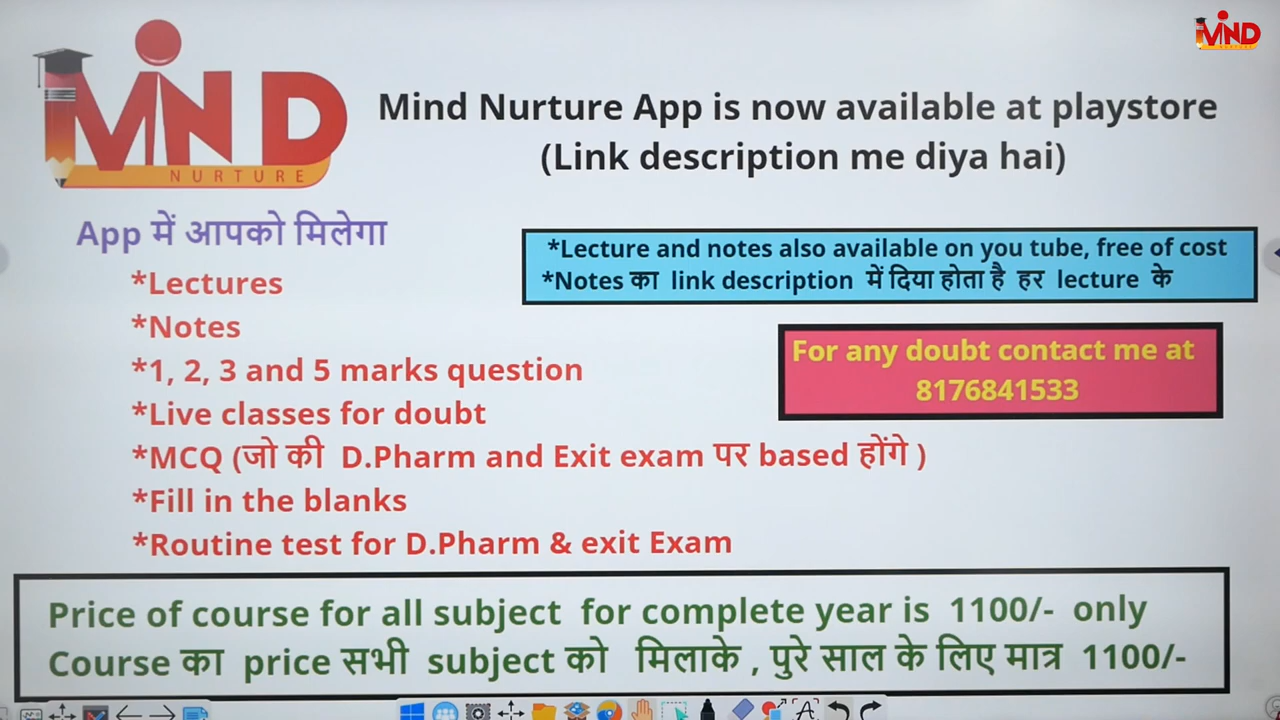 MIND
NURTURE
MIND
NURTURE
Mind Nurture App is now available at playstore
(Link description me diya hai)
App में आपको मिलेगा
*Lectures
*Notes
*1, 2, 3 and 5 marks question
*Live classes for doubt
*MCQ (जो की D.Pharm and Exit exam पर based होंगे )
*Fill in the blanks
*Routine test for D.Pharm & exit Exam
*Lecture and notes also available on you tube, free of cost
*Notes का link description में दिया होता है हर lecture के
For any doubt contact me at
8176841533
Price of course for all subject for complete year is 1100/- only
Course का price सभी subject को मिलाके , पुरे साल के लिए मात्र 1100/-